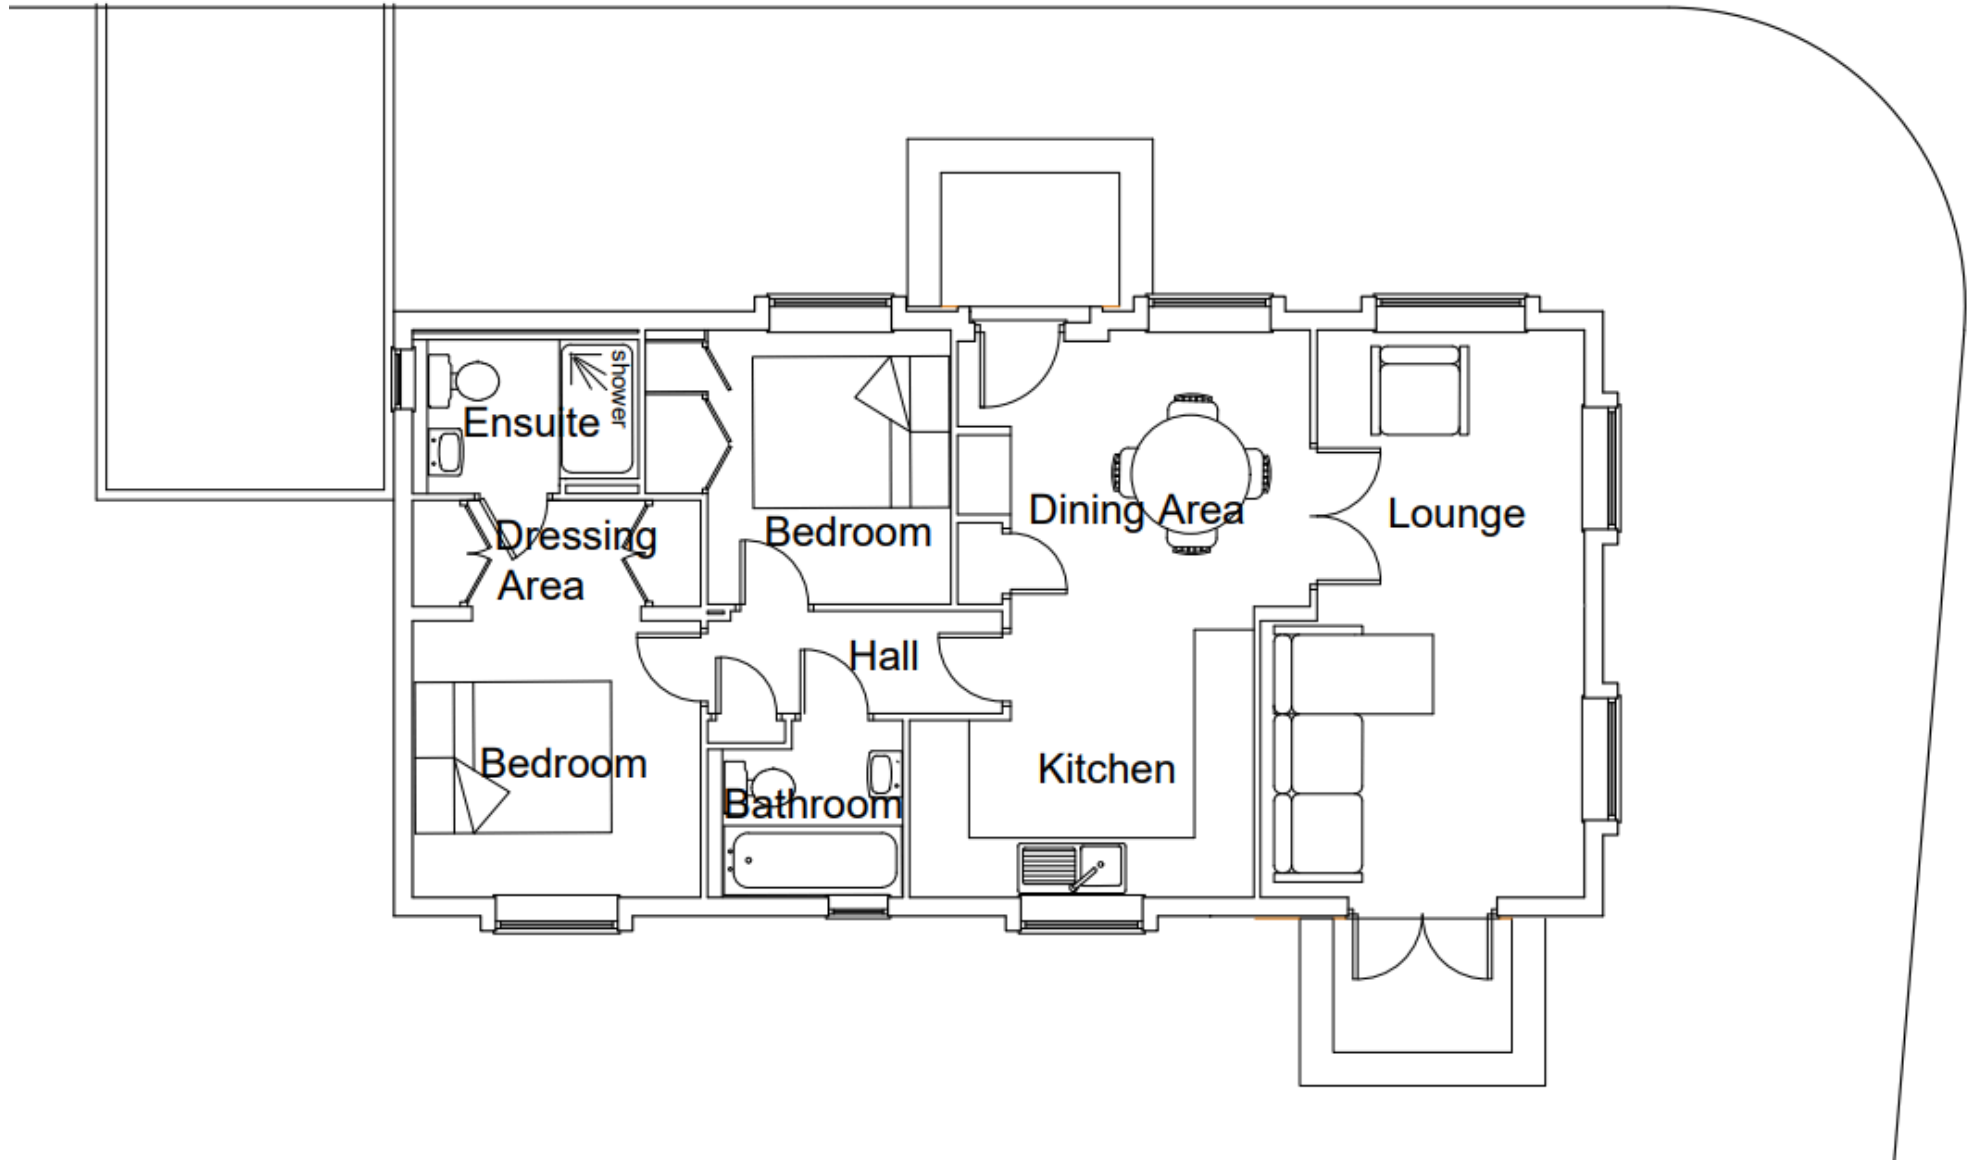 shower
Ensuite
Dressing
Area
Bedroom
Dining Area
Lounge
Hall
Bedroom
Bathroom
Kitchen